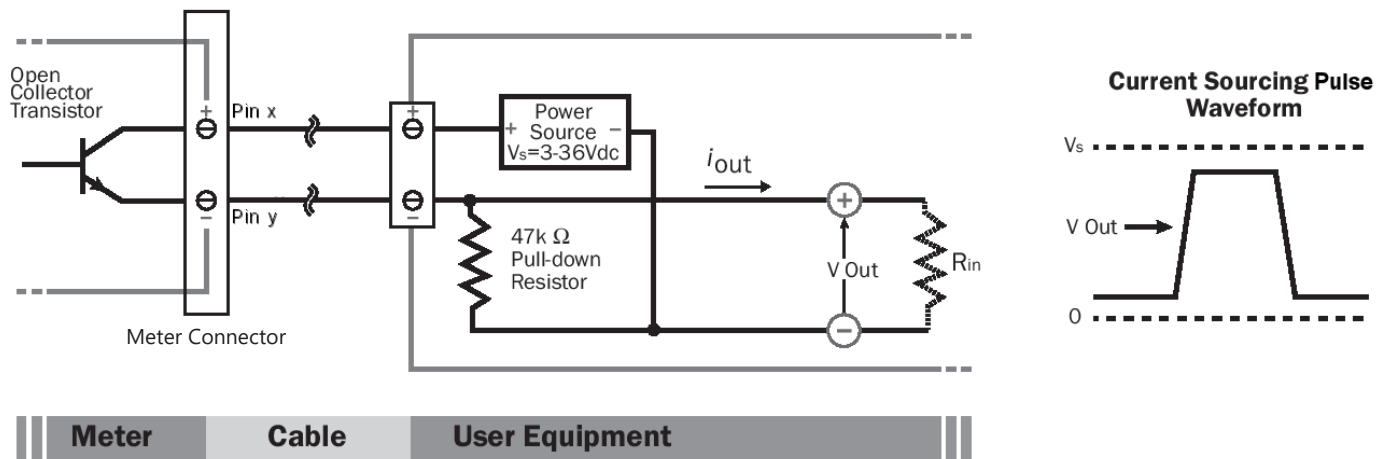 Open
Collector
Transistor
+
Pin x
−
Pin y
Meter Connector
+
−
+ Power −
Source
Vs=3-36Vdc
47k Ω
Pull-down
Resistor
iout
+
V Out
−
Rin
Current Sourcing Pulse
Waveform
Vs
V Out
0
Meter
Cable
User Equipment